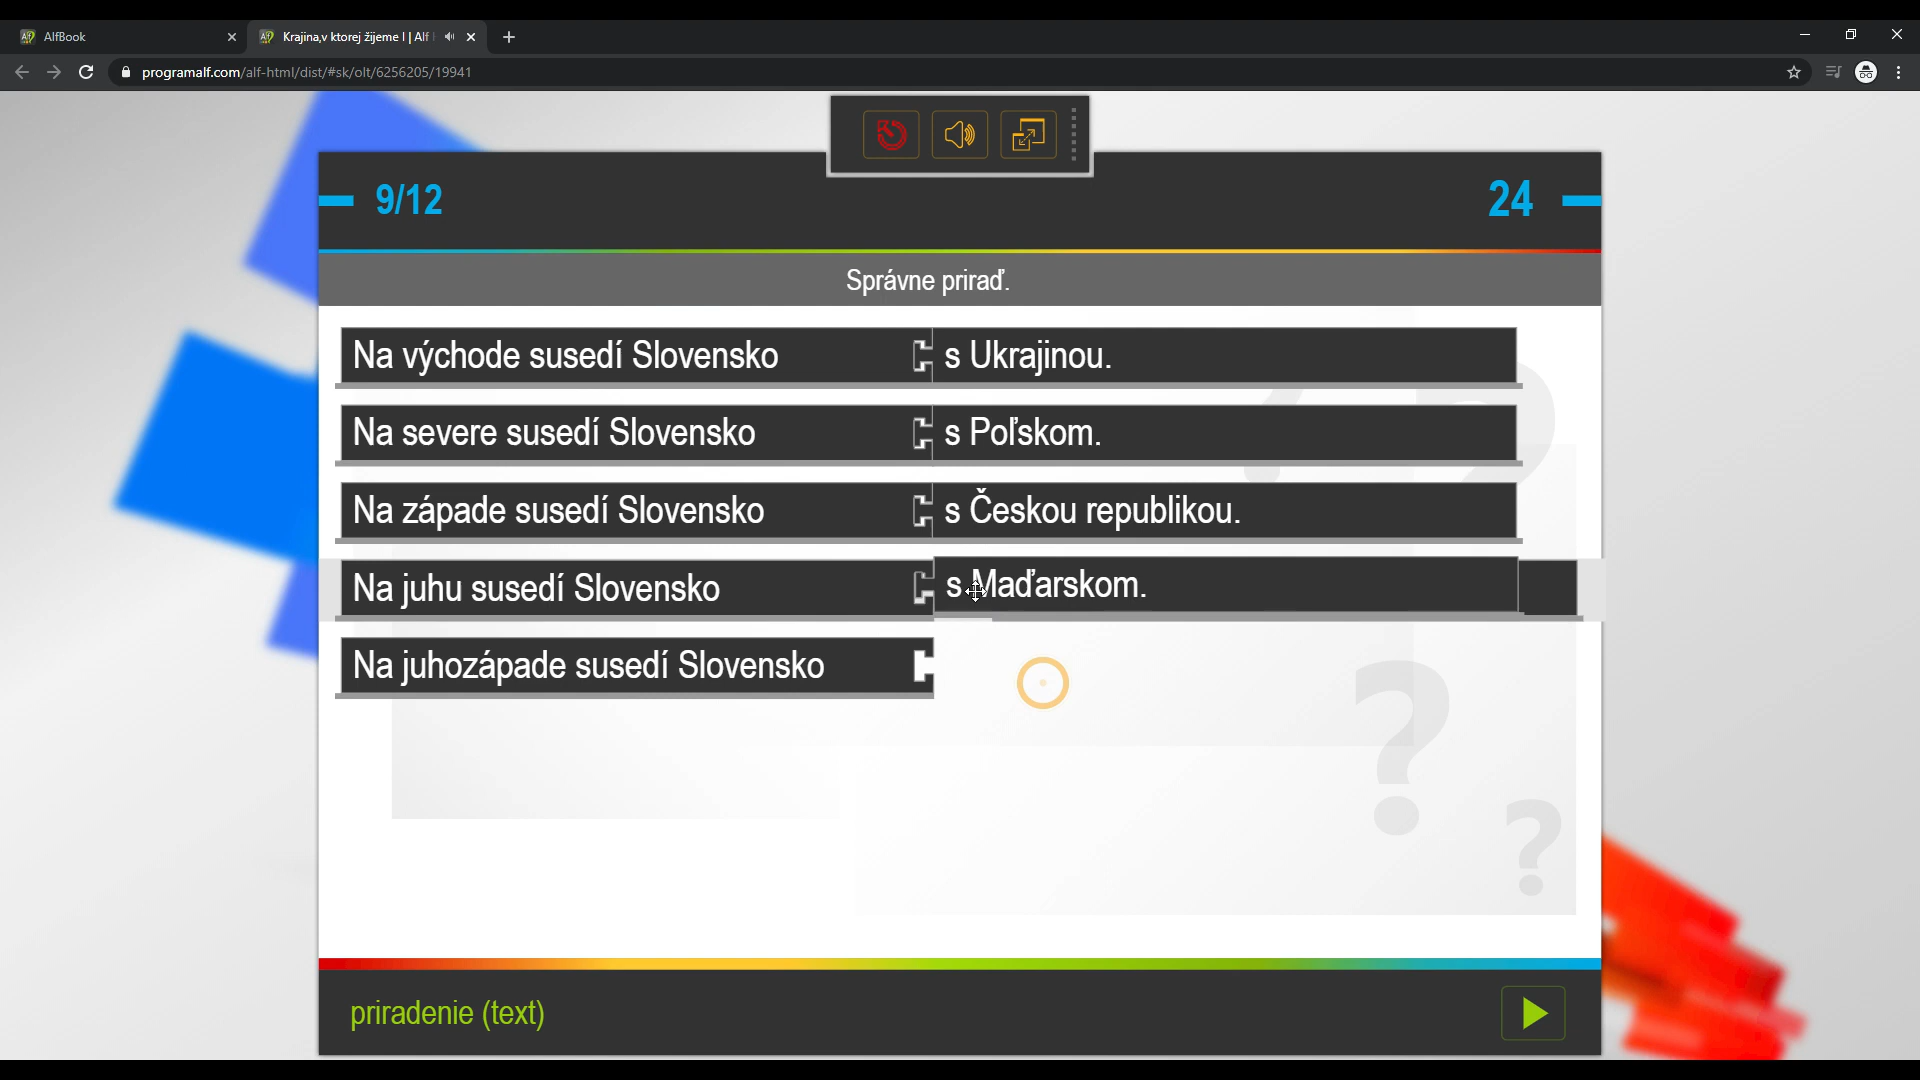 AlfBook
Krajina,v ktorej žijeme I | Alf
programalf.com/alf-html/dist/#sk/olt/6256205/19941
9/12
24
Správne priraď.
Na východe susedí Slovensko s Ukrajinou.
Na severe susedí Slovensko s Poľskom.
Na západe susedí Slovensko s Českou republikou.
Na juhu susedí Slovensko s Maďarskom.
Na juhozápade susedí Slovensko
? ? ? ?
priradenie (text)